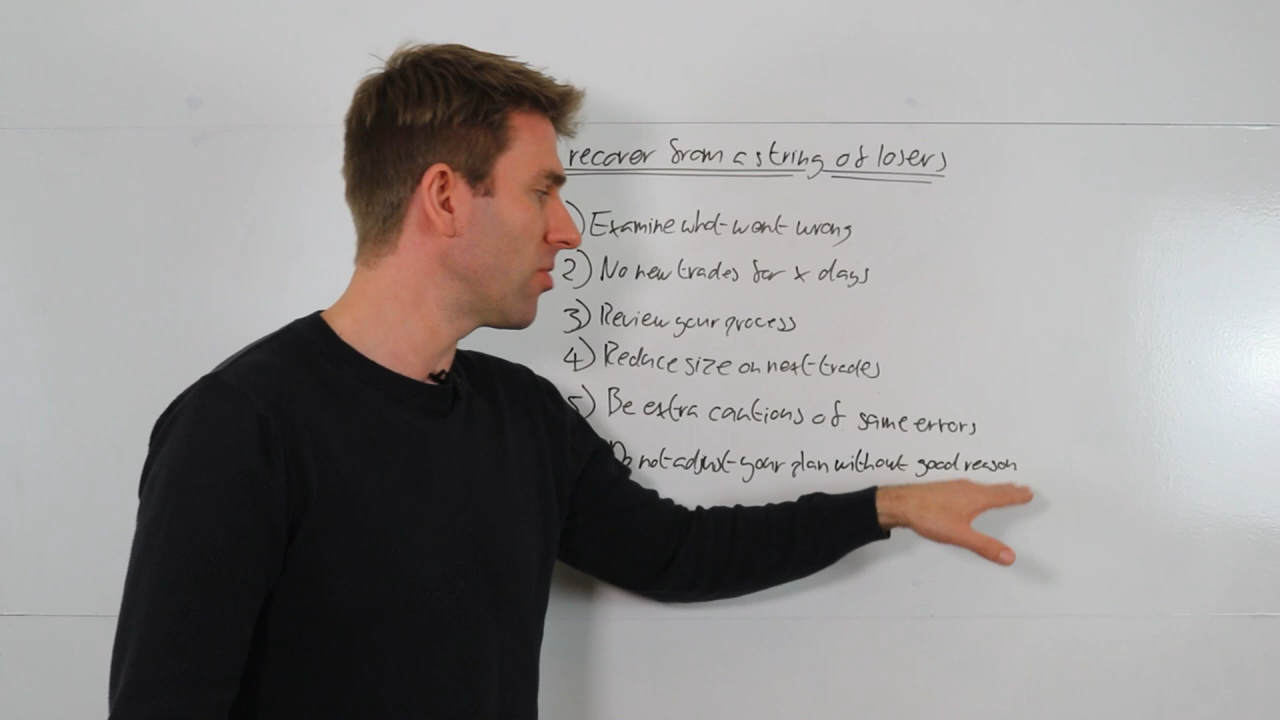 recover from a string of losers
1) Examine what went wrong
2) No new trades for x days
3) Review your process
4) Reduce size on next trades
5) Be extra cautious of same errors
Do not adjust your plan without good reason